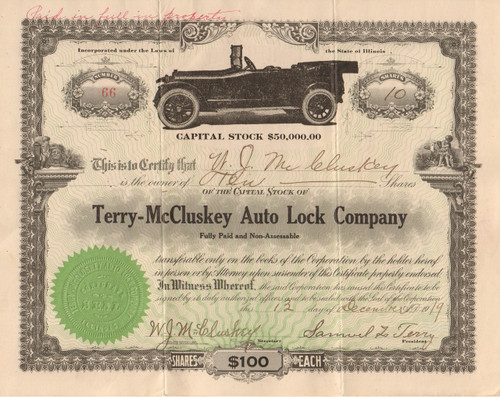 Paid in full in property
Incorporated under the Laws of the State of Illinois
NUMBER
66
SHARES
10
CAPITAL STOCK $50,000.00
This is to Certify that W. J. McCluskey
is the owner of Ten Shares
OF THE CAPITAL STOCK OF
Terry-McCluskey Auto Lock Company
Fully Paid and Non-Assessable
transferable only on the books of the Corporation by the holder hereof
in person or by Attorney upon surrender of this Certificate properly endorsed.
In Witness Whereof, the said Corporation has caused this Certificate to be
signed by its duly authorized officers and to be sealed with the Seal of the Corporation
this 12 day of December 1919
W J McCluskey Samuel L. Terry
Secretary President
SHARES $100 EACH